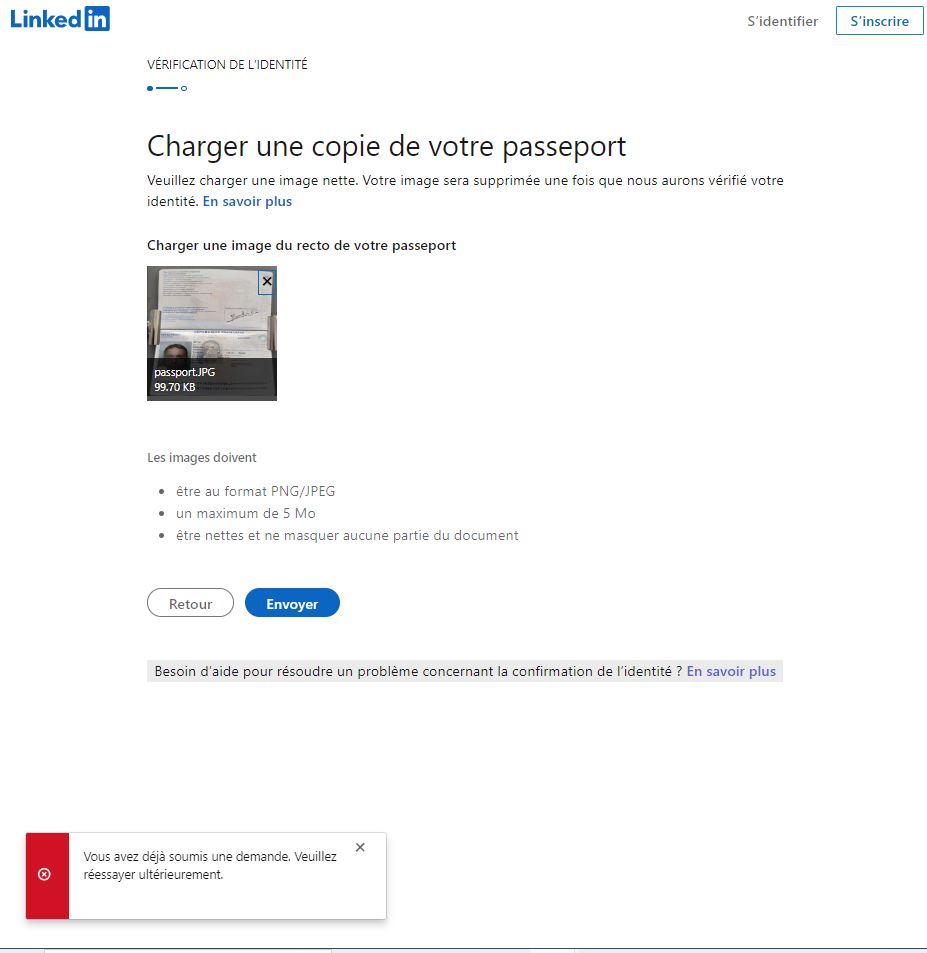 Linked in
S'identifier
S'inscrire
VÉRIFICATION DE L'IDENTITÉ
Charger une copie de votre passeport
Veuillez charger une image nette. Votre image sera supprimée une fois que nous aurons vérifié votre
identité. En savoir plus
Charger une image du recto de votre passeport
passport.JPG
99.70 KB
Les images doivent
être au format PNG/JPEG
un maximum de 5 Mo
être nettes et ne masquer aucune partie du document
Retour
Envoyer
Besoin d'aide pour résoudre un problème concernant la confirmation de l'identité ? En savoir plus
Vous avez déjà soumis une demande. Veuillez
réessayer ultérieurement.